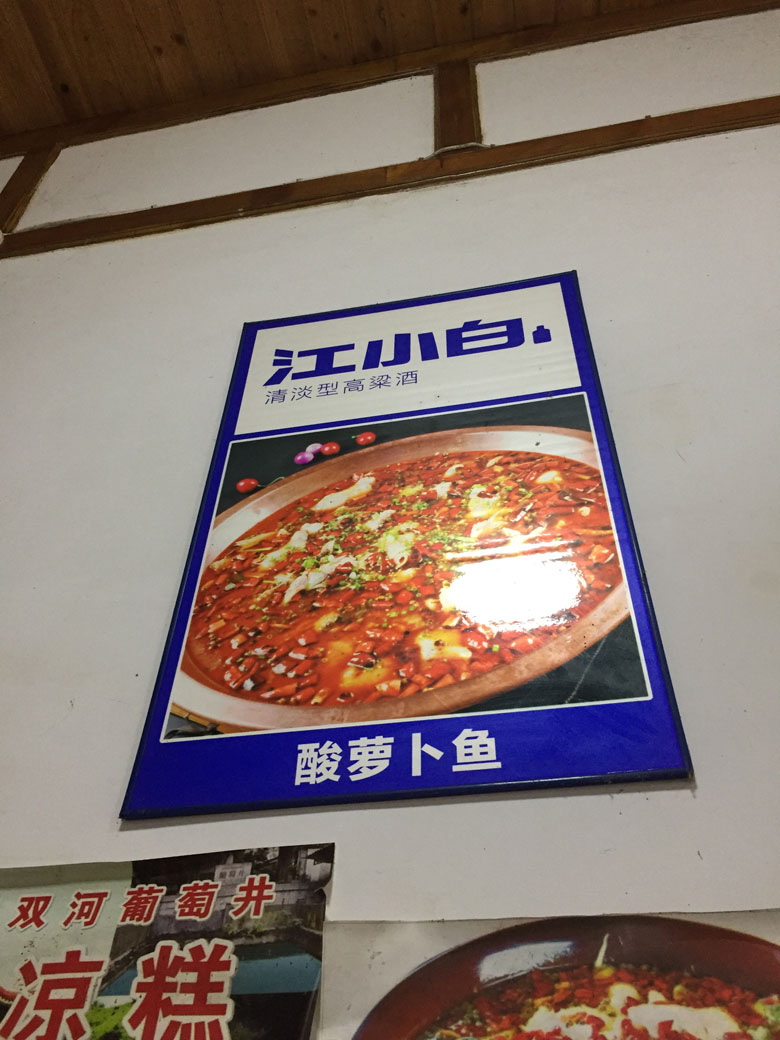 江小白
清淡型高粱酒
酸萝卜鱼
双河葡萄井
凉糕